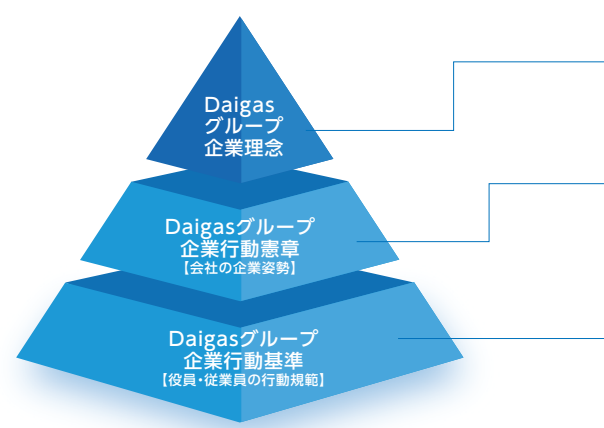 Daigas
グループ
企業理念
Daigasグループ
企業行動憲章
【会社の企業姿勢】
Daigasグループ
企業行動基準
【役員・従業員の行動規範】